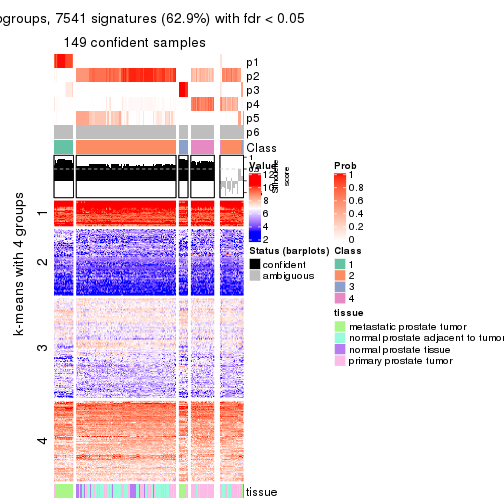 ogroups, 7541 signatures (62.9%) with fdr < 0.05
149 confident samples
p1
p2
p3
p4
p5
p6
Class
1
Silhouette
score
Value
12
6
4
2
Prob
1
0.8
0.6
0.4
0.2
0
Status (barplots)
confident
ambiguous
Class
1
2
3
4
tissue
metastatic prostate tumor
normal prostate adjacent to tumor
normal prostate tissue
primary prostate tumor
k-means with 4 groups
1
2
3
4
tissue